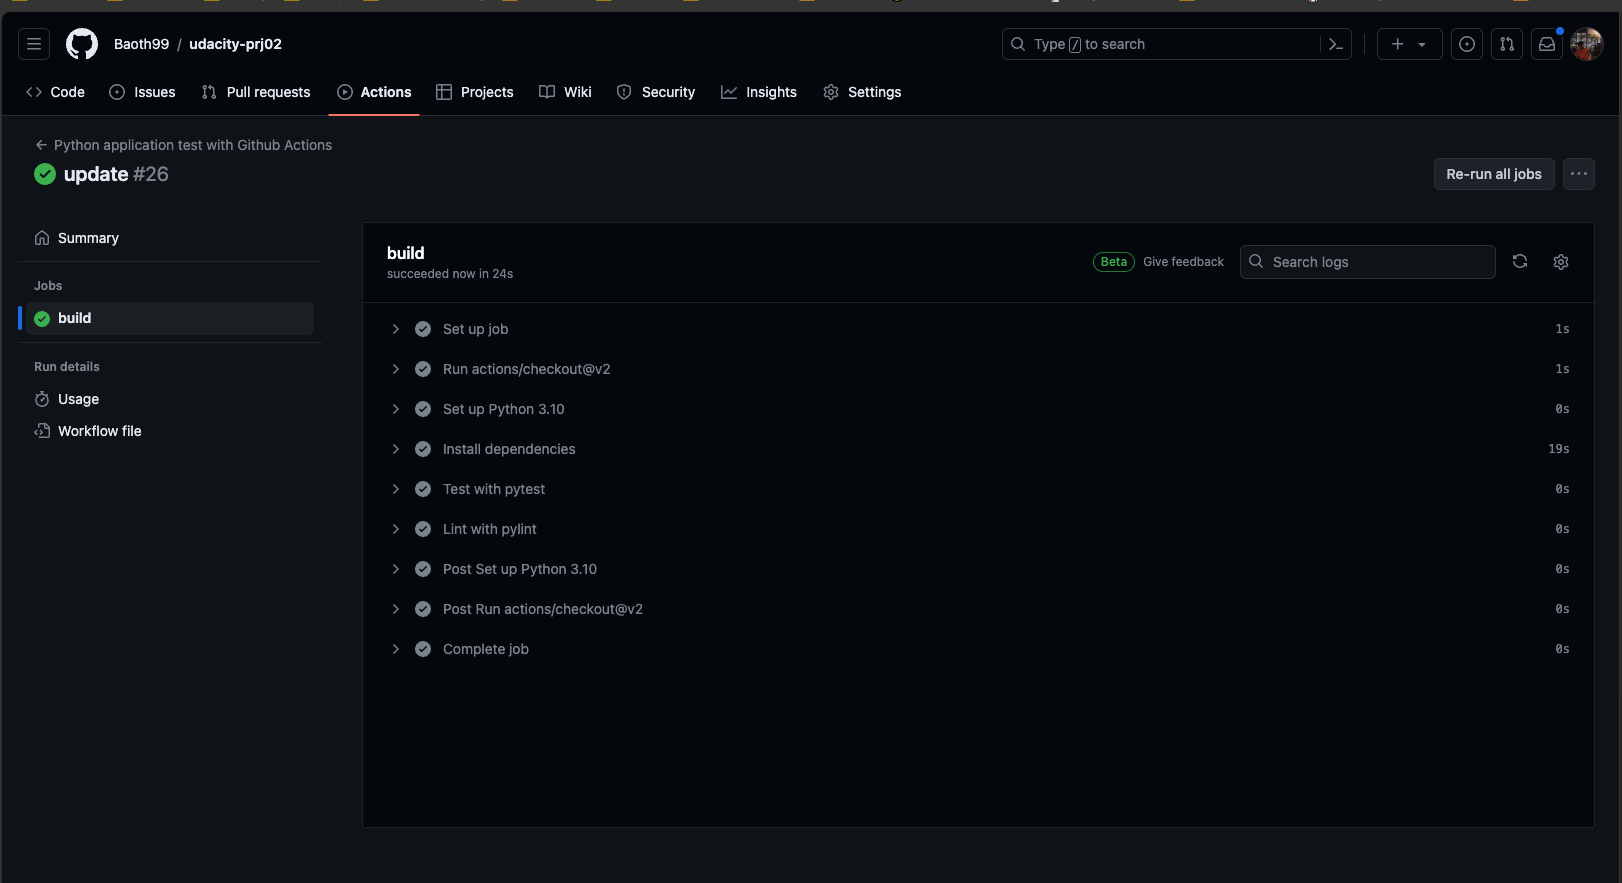 Baoth99 / udacity-prj02
Type / to search
Code Issues Pull requests Actions Projects Wiki Security Insights Settings
Python application test with Github Actions
update #26
Re-run all jobs
Summary
Jobs
build
Run details
Usage
Workflow file
build
succeeded now in 24s
Beta Give feedback
Search logs
Set up job 1s
Run actions/checkout@v2 1s
Set up Python 3.10 0s
Install dependencies 19s
Test with pytest 0s
Lint with pylint 0s
Post Set up Python 3.10 0s
Post Run actions/checkout@v2 0s
Complete job 0s